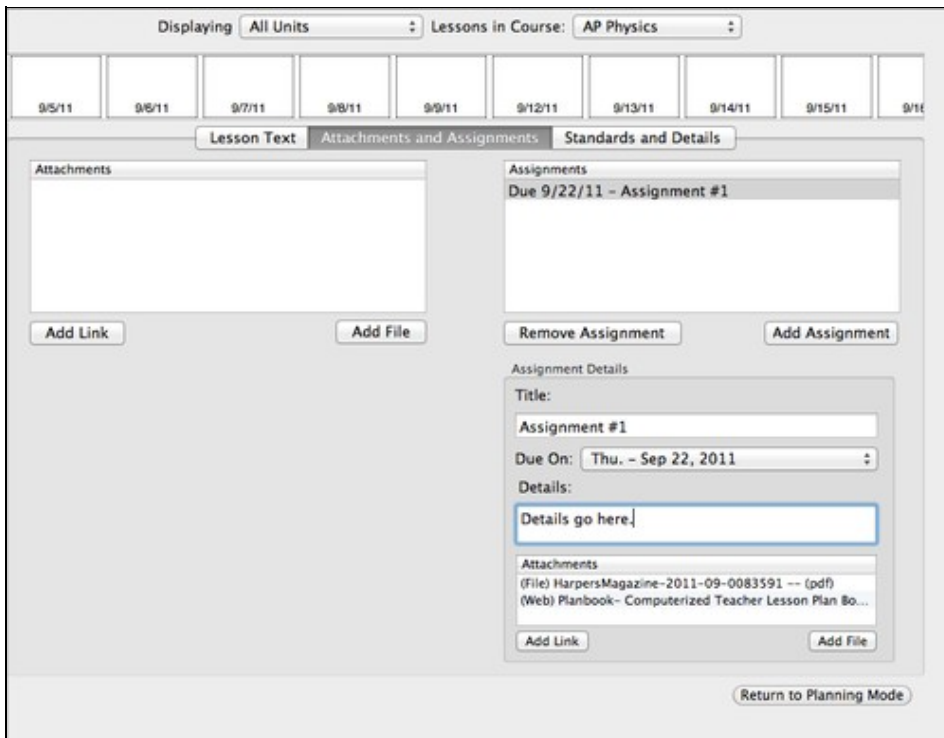 Displaying All Units Lessons in Course: AP Physics
9/5/11 9/6/11 9/7/11 9/8/11 9/9/11 9/12/11 9/13/11 9/14/11 9/15/11 9/16
Lesson Text Attachments and Assignments Standards and Details
Attachments
Assignments
Due 9/22/11 – Assignment #1
Add Link Add File
Remove Assignment Add Assignment
Assignment Details
Title:
Assignment #1
Due On: Thu. – Sep 22, 2011
Details:
Details go here.
Attachments
(File) HarpersMagazine-2011-09-0083591 -- (pdf)
(Web) Planbook– Computerized Teacher Lesson Plan Bo...
Add Link Add File
Return to Planning Mode